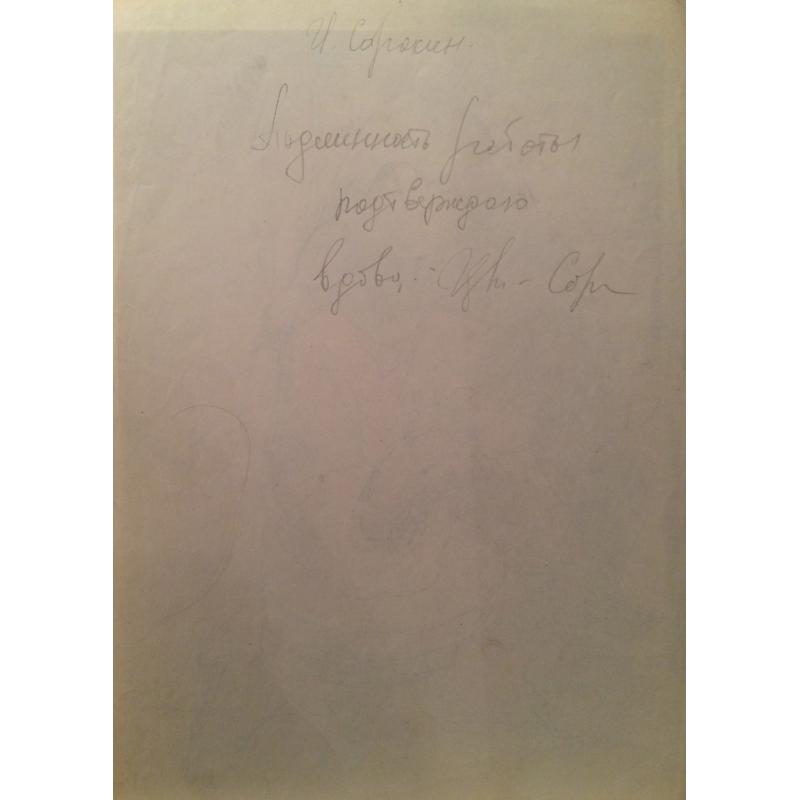 И. Сорокин.
Подлинность работы
подтверждаю
вдова